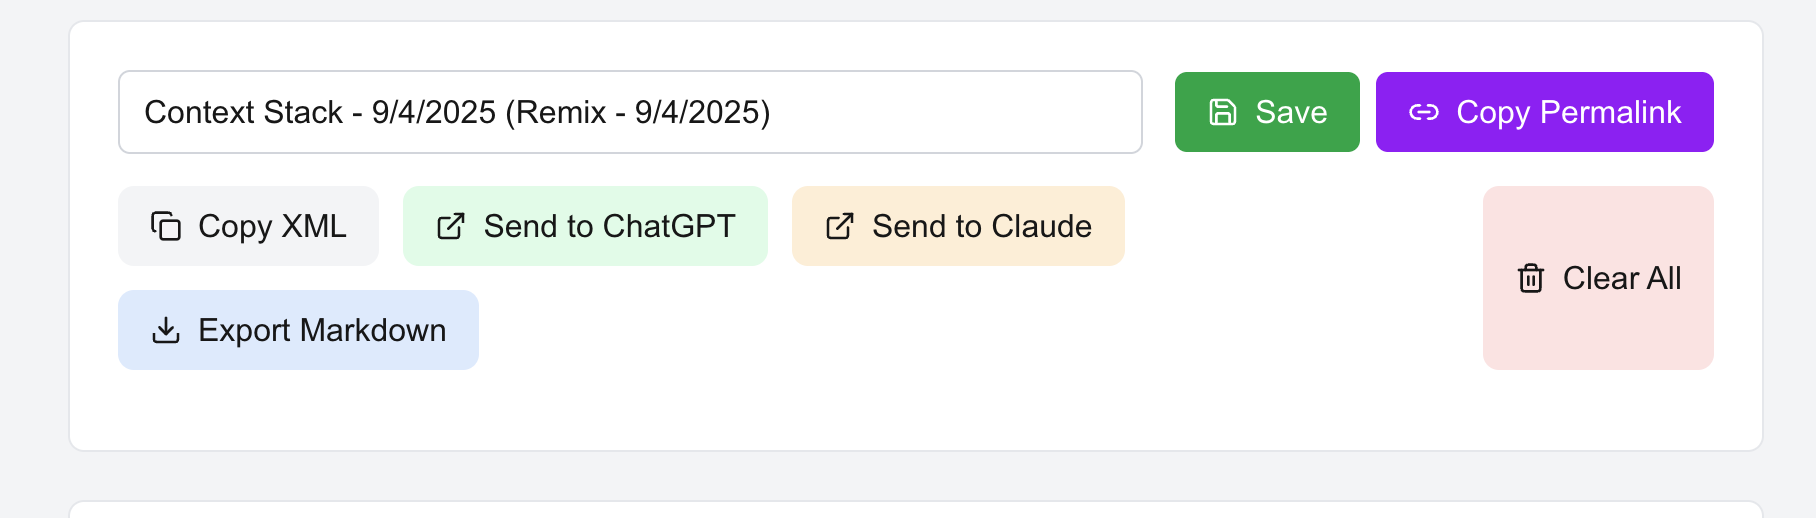 Context Stack - 9/4/2025 (Remix - 9/4/2025)
Save
Copy Permalink
Copy XML
Send to ChatGPT
Send to Claude
Clear All
Export Markdown